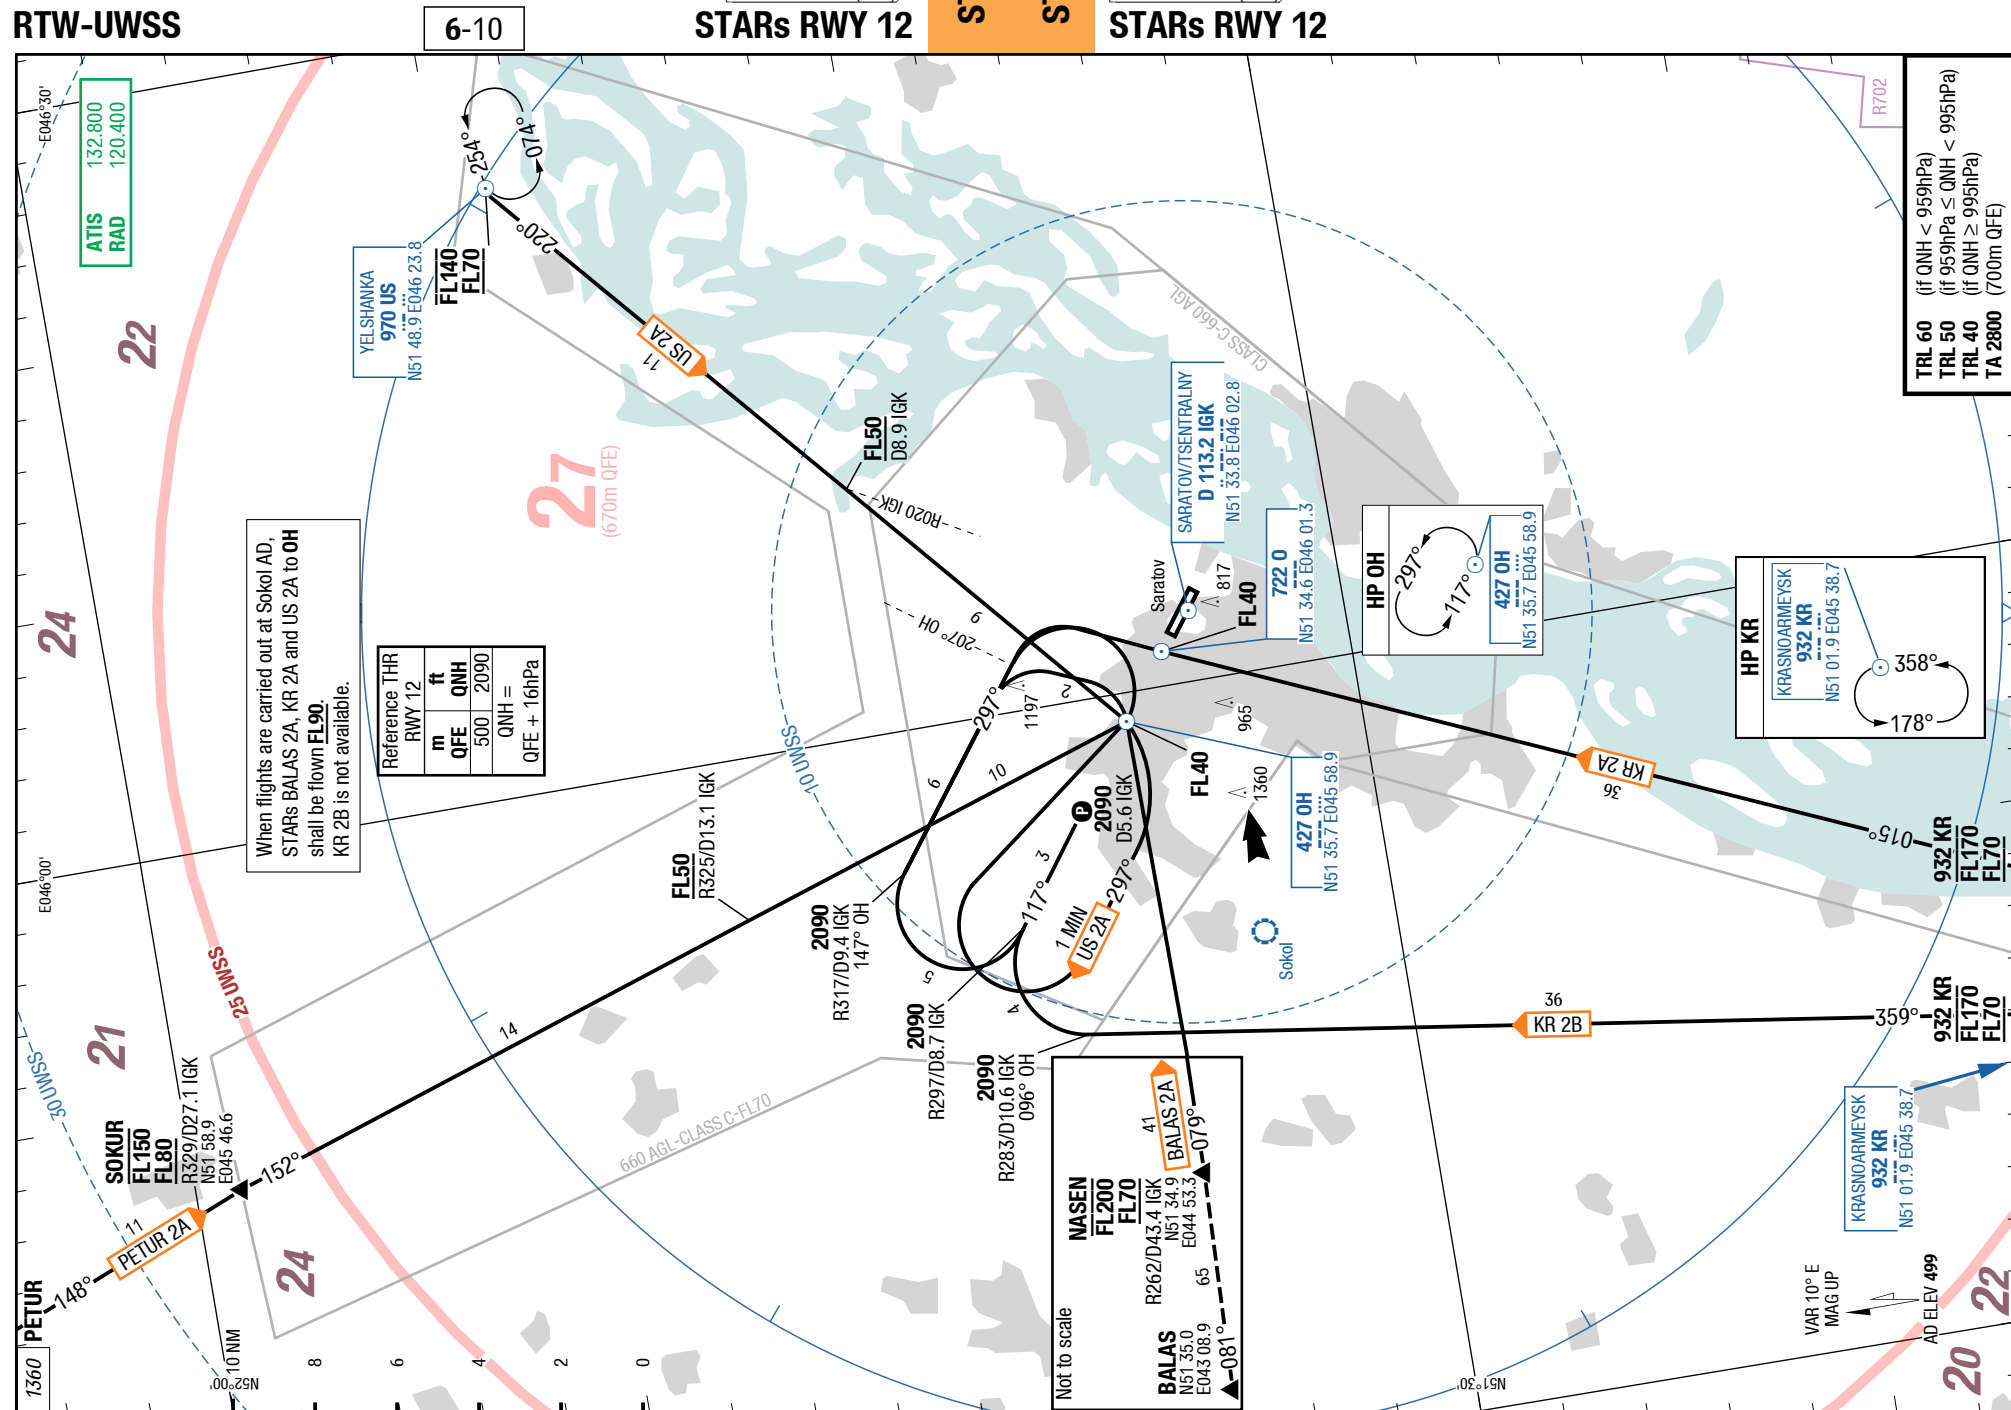 RTW-UWSS
6-10
STARs RWY 12
STARs RWY 12
ST
ST
ATIS 132.800
RAD 120.400
E046°30'
22
24
21
24
22
20
27
(670m QFE)
YELSHANKA
970 US
N51 48.9 E046 23.8
FL140
FL70
254°
074°
220°
US 2A
11
FL50
D8.9 IGK
R020 IGK
207° OH
9
CLASS C-660 AGL
R702
TRL 60 (if QNH < 959hPa)
TRL 50 (if 959hPa ≤ QNH < 995hPa)
TRL 40 (if QNH ≥ 995hPa)
TA 2800 (700m QFE)
When flights are carried out at Sokol AD,
STARs BALAS 2A, KR 2A and US 2A to OH
shall be flown FL90.
KR 2B is not available.
Reference THR
RWY 12
m ft
QFE QNH
500 2090
QNH =
QFE + 16hPa
SARATOV/TSENTRALNY
D 113.2 IGK
N51 33.8 E046 02.8
Saratov
817
FL40
722 O
N51 34.6 E046 01.3
HP OH
297°
117°
427 OH
N51 35.7 E045 58.9
HP KR
KRASNOARMEYSK
932 KR
N51 01.9 E045 38.7
358°
178°
10 UWSS
297°
1197
2
6
10
965
1360
FL40
427 OH
N51 35.7 E045 58.9
P
2090
D5.6 IGK
3
117°
1 MIN
US 2A
297°
Sokol
KR 2A
36
015°
932 KR
FL170
FL70
E046°00'
25 UWSS
30 UWSS
FL50
R325/D13.1 IGK
2090
R317/D9.4 IGK
147° OH
5
2090
R297/D8.7 IGK
4
2090
R283/D10.6 IGK
096° OH
14
660 AGL-CLASS C-FL70
SOKUR
FL150
FL80
R329/D27.1 IGK
N51 58.9
E045 46.6
152°
11
PETUR 2A
148°
PETUR
1360
36
KR 2B
359°
932 KR
FL170
FL70
KRASNOARMEYSK
932 KR
N51 01.9 E045 38.7
41
BALAS 2A
079°
NASEN
FL200
FL70
R262/D43.4 IGK
N51 34.9
E044 53.3
65
Not to scale
BALAS
N51 35.0
E043 08.9
081°
N52°00'
10 NM
8
6
4
2
0
N51°30'
VAR 10° E
MAG UP
AD ELEV 499